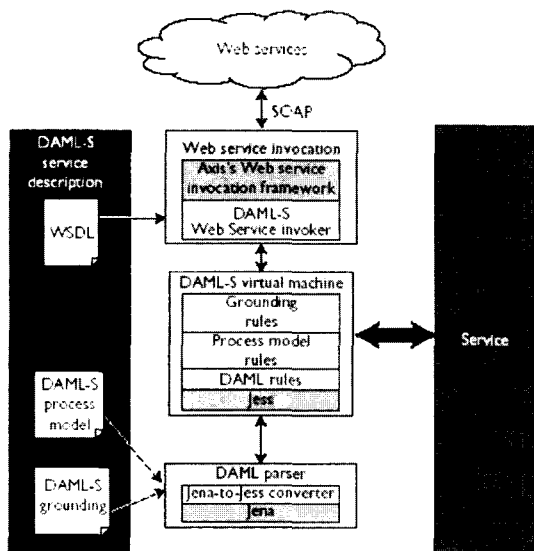 Web services
SOAP
DAML-S
service
description
WSDL
DAML-S
process
model
DAML-S
grounding
Web service invocation
Axis's Web service
invocation framework
DAML-S
Web Service invoker
DAML-S virtual machine
Grounding
rules
Process model
rules
DAML rules
Jess
DAML parser
Jena-to-Jess converter
Jena
Service